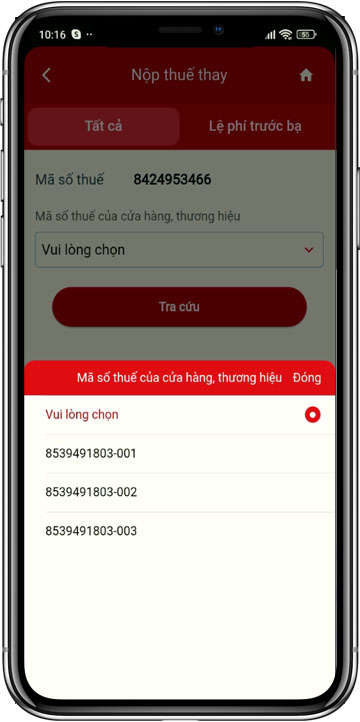 10:16
55
Nộp thuế thay
Tất cả
Lệ phí trước bạ
Mã số thuế 8424953466
Mã số thuế của cửa hàng, thương hiệu
Vui lòng chọn
Tra cứu
Mã số thuế của cửa hàng, thương hiệu Đóng
Vui lòng chọn
8539491803-001
8539491803-002
8539491803-003